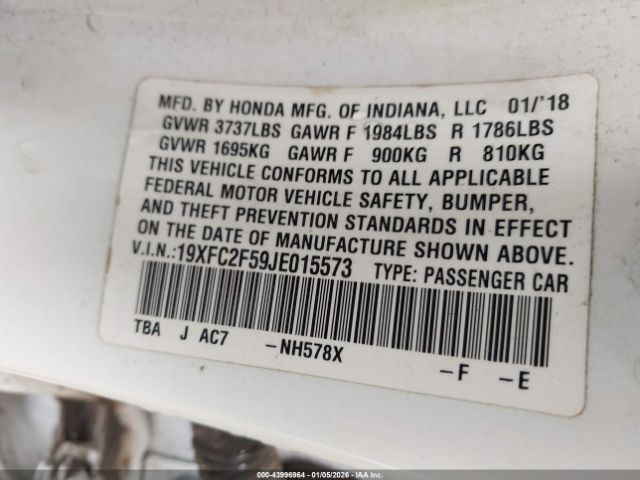 MFD. BY HONDA MFG. OF INDIANA, LLC 01/'18
GVWR 3737LBS GAWR F 1984LBS R 1786LBS
GVWR 1695KG GAWR F 900KG R 810KG
THIS VEHICLE CONFORMS TO ALL APPLICABLE
FEDERAL MOTOR VEHICLE SAFETY, BUMPER,
AND THEFT PREVENTION STANDARDS IN EFFECT
ON THE DATE OF MANUFACTURE SHOWN ABOVE.
V.I.N.:19XFC2F59JE015573 TYPE: PASSENGER CAR
TBA J AC7 -NH578X
-F -E
000-43996964 | 01/05/2026 | IAA Inc.